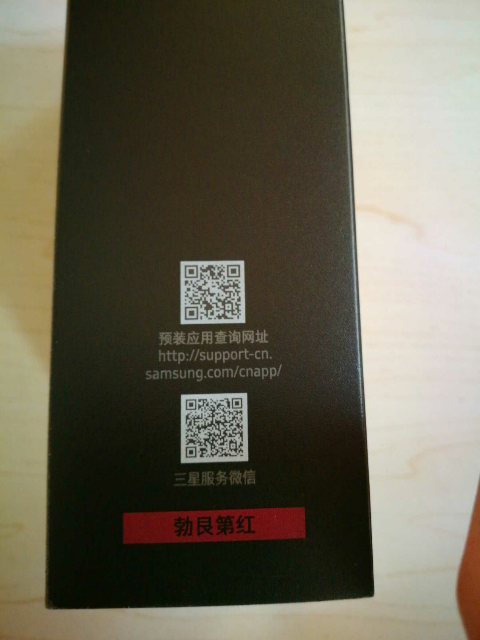 预装应用查询网址
http://support-cn.
samsung.com/cnapp/
三星服务微信
勃艮第红